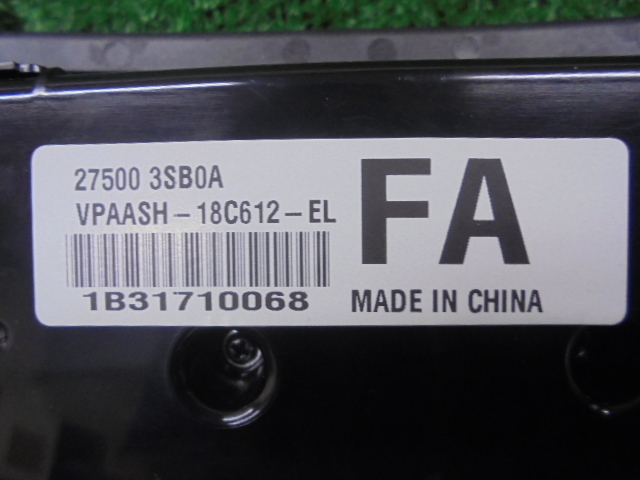 27500 3SB0A
VPAASH-18C612-EL
1B31710068
FA
MADE IN CHINA